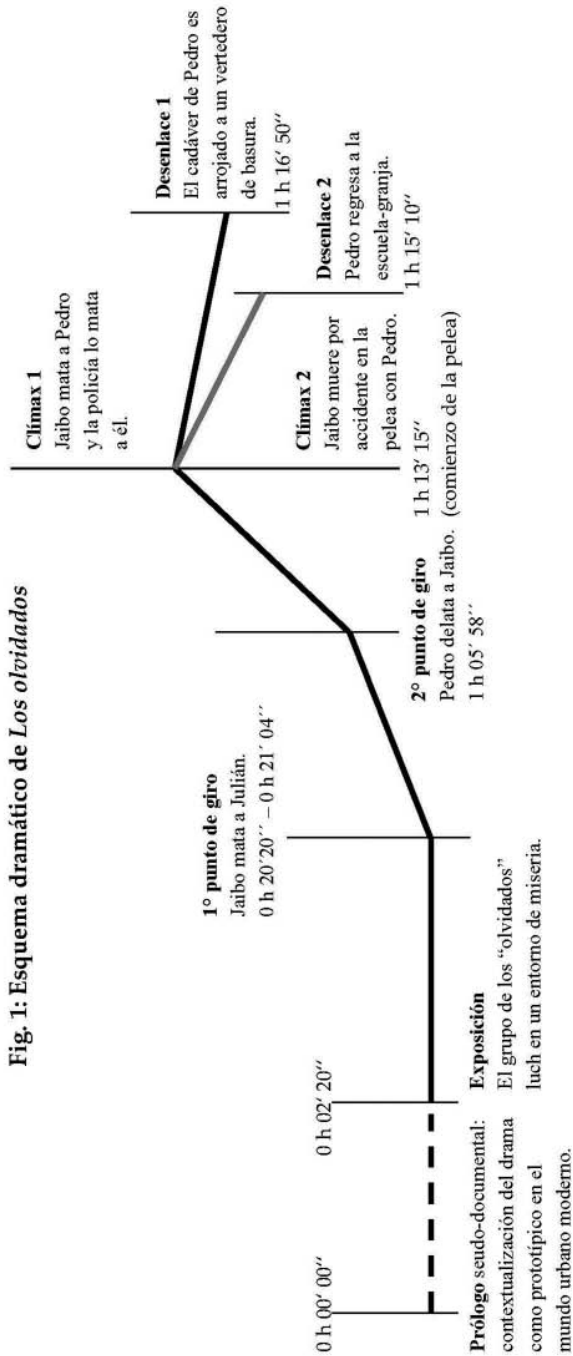 Fig. 1: Esquema dramático de Los olvidados
0 h 00' 00''
Prólogo seudo-documental:
contextualización del drama
como prototípico en el
mundo urbano moderno.
0 h 02' 20''
Exposición
El grupo de los “olvidados”
luch en un entorno de miseria.
1° punto de giro
Jaibo mata a Julián.
0 h 20'20'' – 0 h 21' 04''
2° punto de giro
Pedro delata a Jaibo.
1 h 05' 58''
Clímax 1
Jaibo mata a Pedro
y la policía lo mata
a él.
Clímax 2
Jaibo muere por
accidente en la
pelea con Pedro.
1 h 13' 15''
(comienzo de la pelea)
Desenlace 1
El cadáver de Pedro es
arrojado a un vertedero
de basura.
1 h 16' 50''
Desenlace 2
Pedro regresa a la
escuela-granja.
1 h 15' 10''